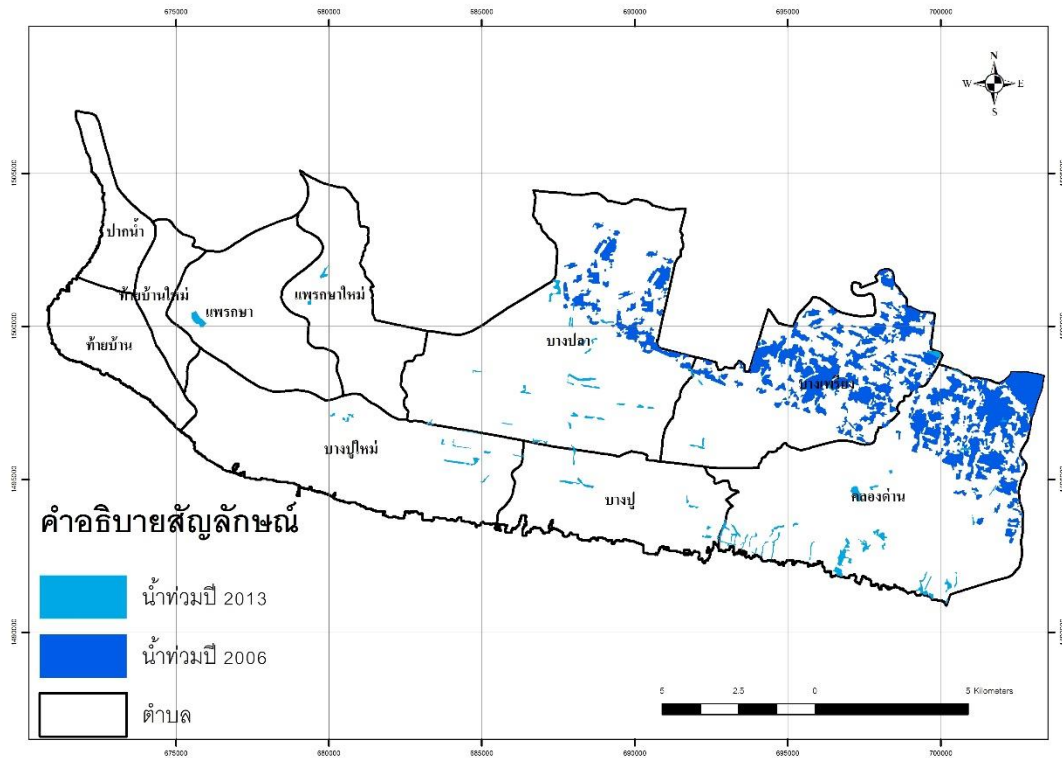 675000 680000 685000 690000 695000 700000
N
W E
S
1505000
ปากน้ำ
ท้ายบ้านใหม่
แพรกษา
แพรกษาใหม่
ท้ายบ้าน
บางปลา
บางเพรียง
1500000
บางปูใหม่
บางปู
คลองด่าน
1495000
คำอธิบายสัญลักษณ์
น้ำท่วมปี 2013
น้ำท่วมปี 2006
ตำบล
1490000
5 2.5 0 5 Kilometers
675000 680000 685000 690000 695000 700000